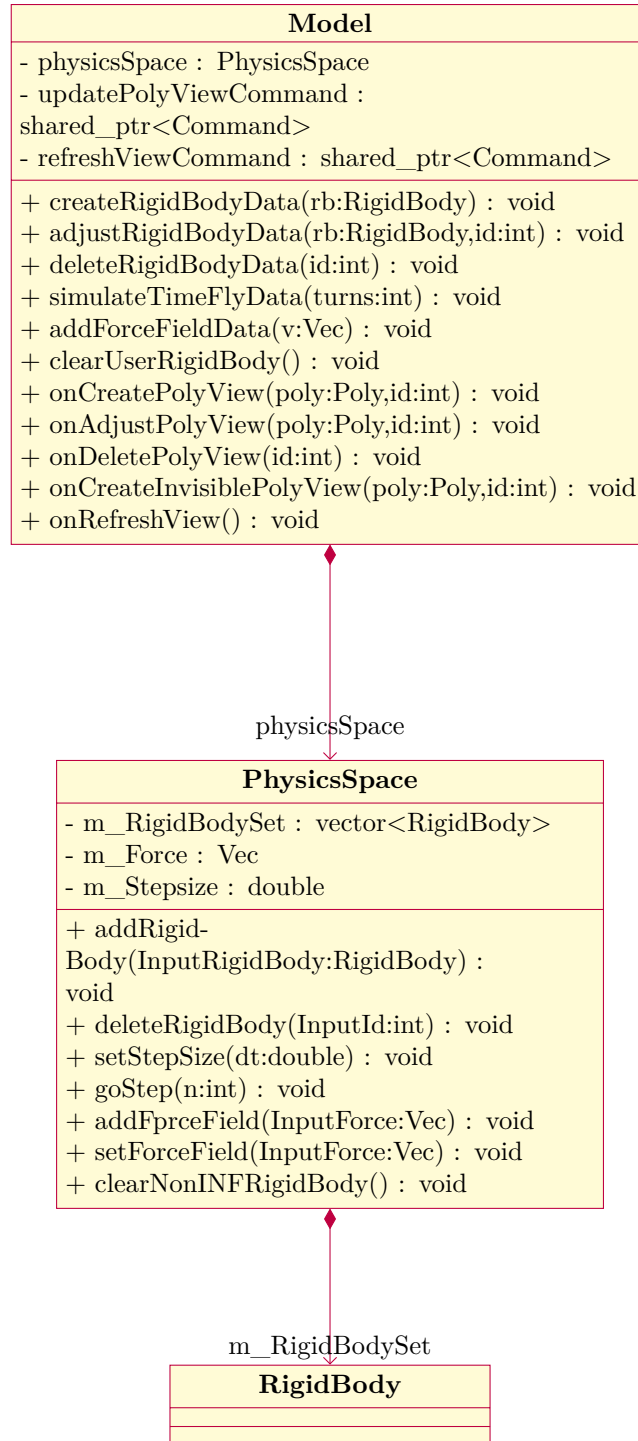 Model
- physicsSpace : PhysicsSpace
- updatePolyViewCommand :
shared_ptr<Command>
- refreshViewCommand : shared_ptr<Command>
+ createRigidBodyData(rb:RigidBody) : void
+ adjustRigidBodyData(rb:RigidBody,id:int) : void
+ deleteRigidBodyData(id:int) : void
+ simulateTimeFlyData(turns:int) : void
+ addForceFieldData(v:Vec) : void
+ clearUserRigidBody() : void
+ onCreatePolyView(poly:Poly,id:int) : void
+ onAdjustPolyView(poly:Poly,id:int) : void
+ onDeletePolyView(id:int) : void
+ onCreateInvisiblePolyView(poly:Poly,id:int) : void
+ onRefreshView() : void
physicsSpace
PhysicsSpace
- m_RigidBodySet : vector<RigidBody>
- m_Force : Vec
- m_Stepsize : double
+ addRigid-
Body(InputRigidBody:RigidBody) :
void
+ deleteRigidBody(InputId:int) : void
+ setStepSize(dt:double) : void
+ goStep(n:int) : void
+ addFprceField(InputForce:Vec) : void
+ setForceField(InputForce:Vec) : void
+ clearNonINFRigidBody() : void
m_RigidBodySet
RigidBody